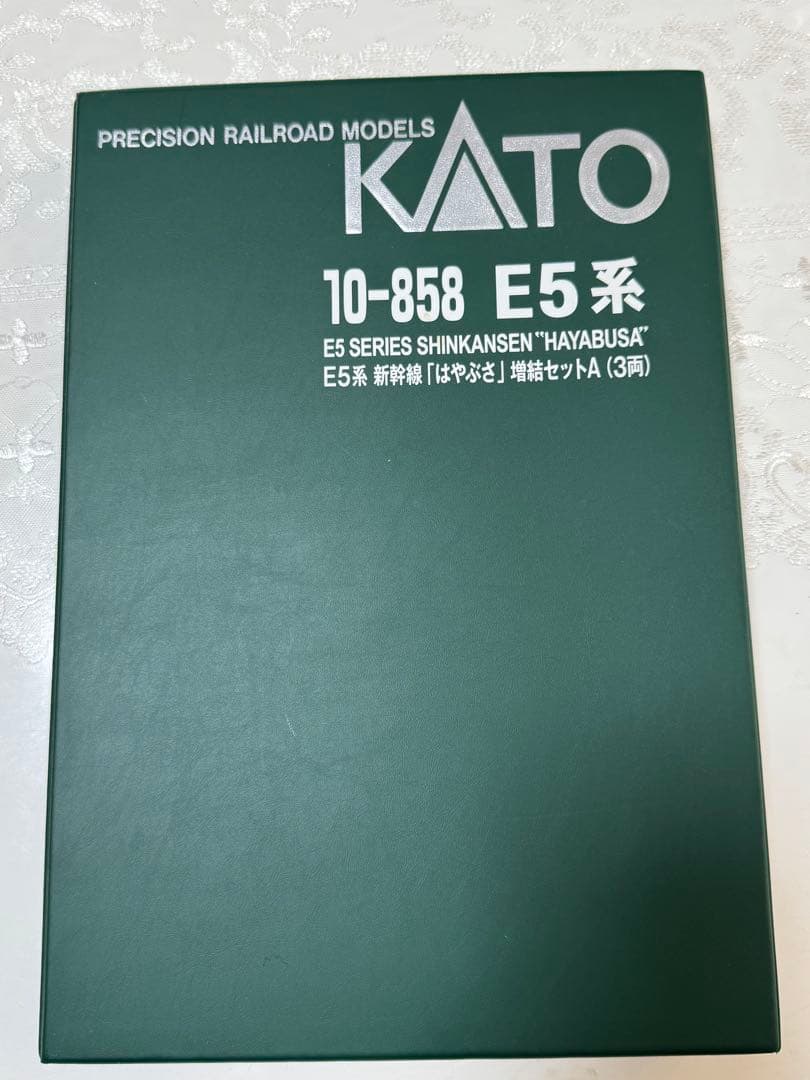 PRECISION RAILROAD MODELS
KATO
10-858 E5系
E5 SERIES SHINKANSEN "HAYABUSA"
E5系 新幹線「はやぶさ」増結セットA(3両)